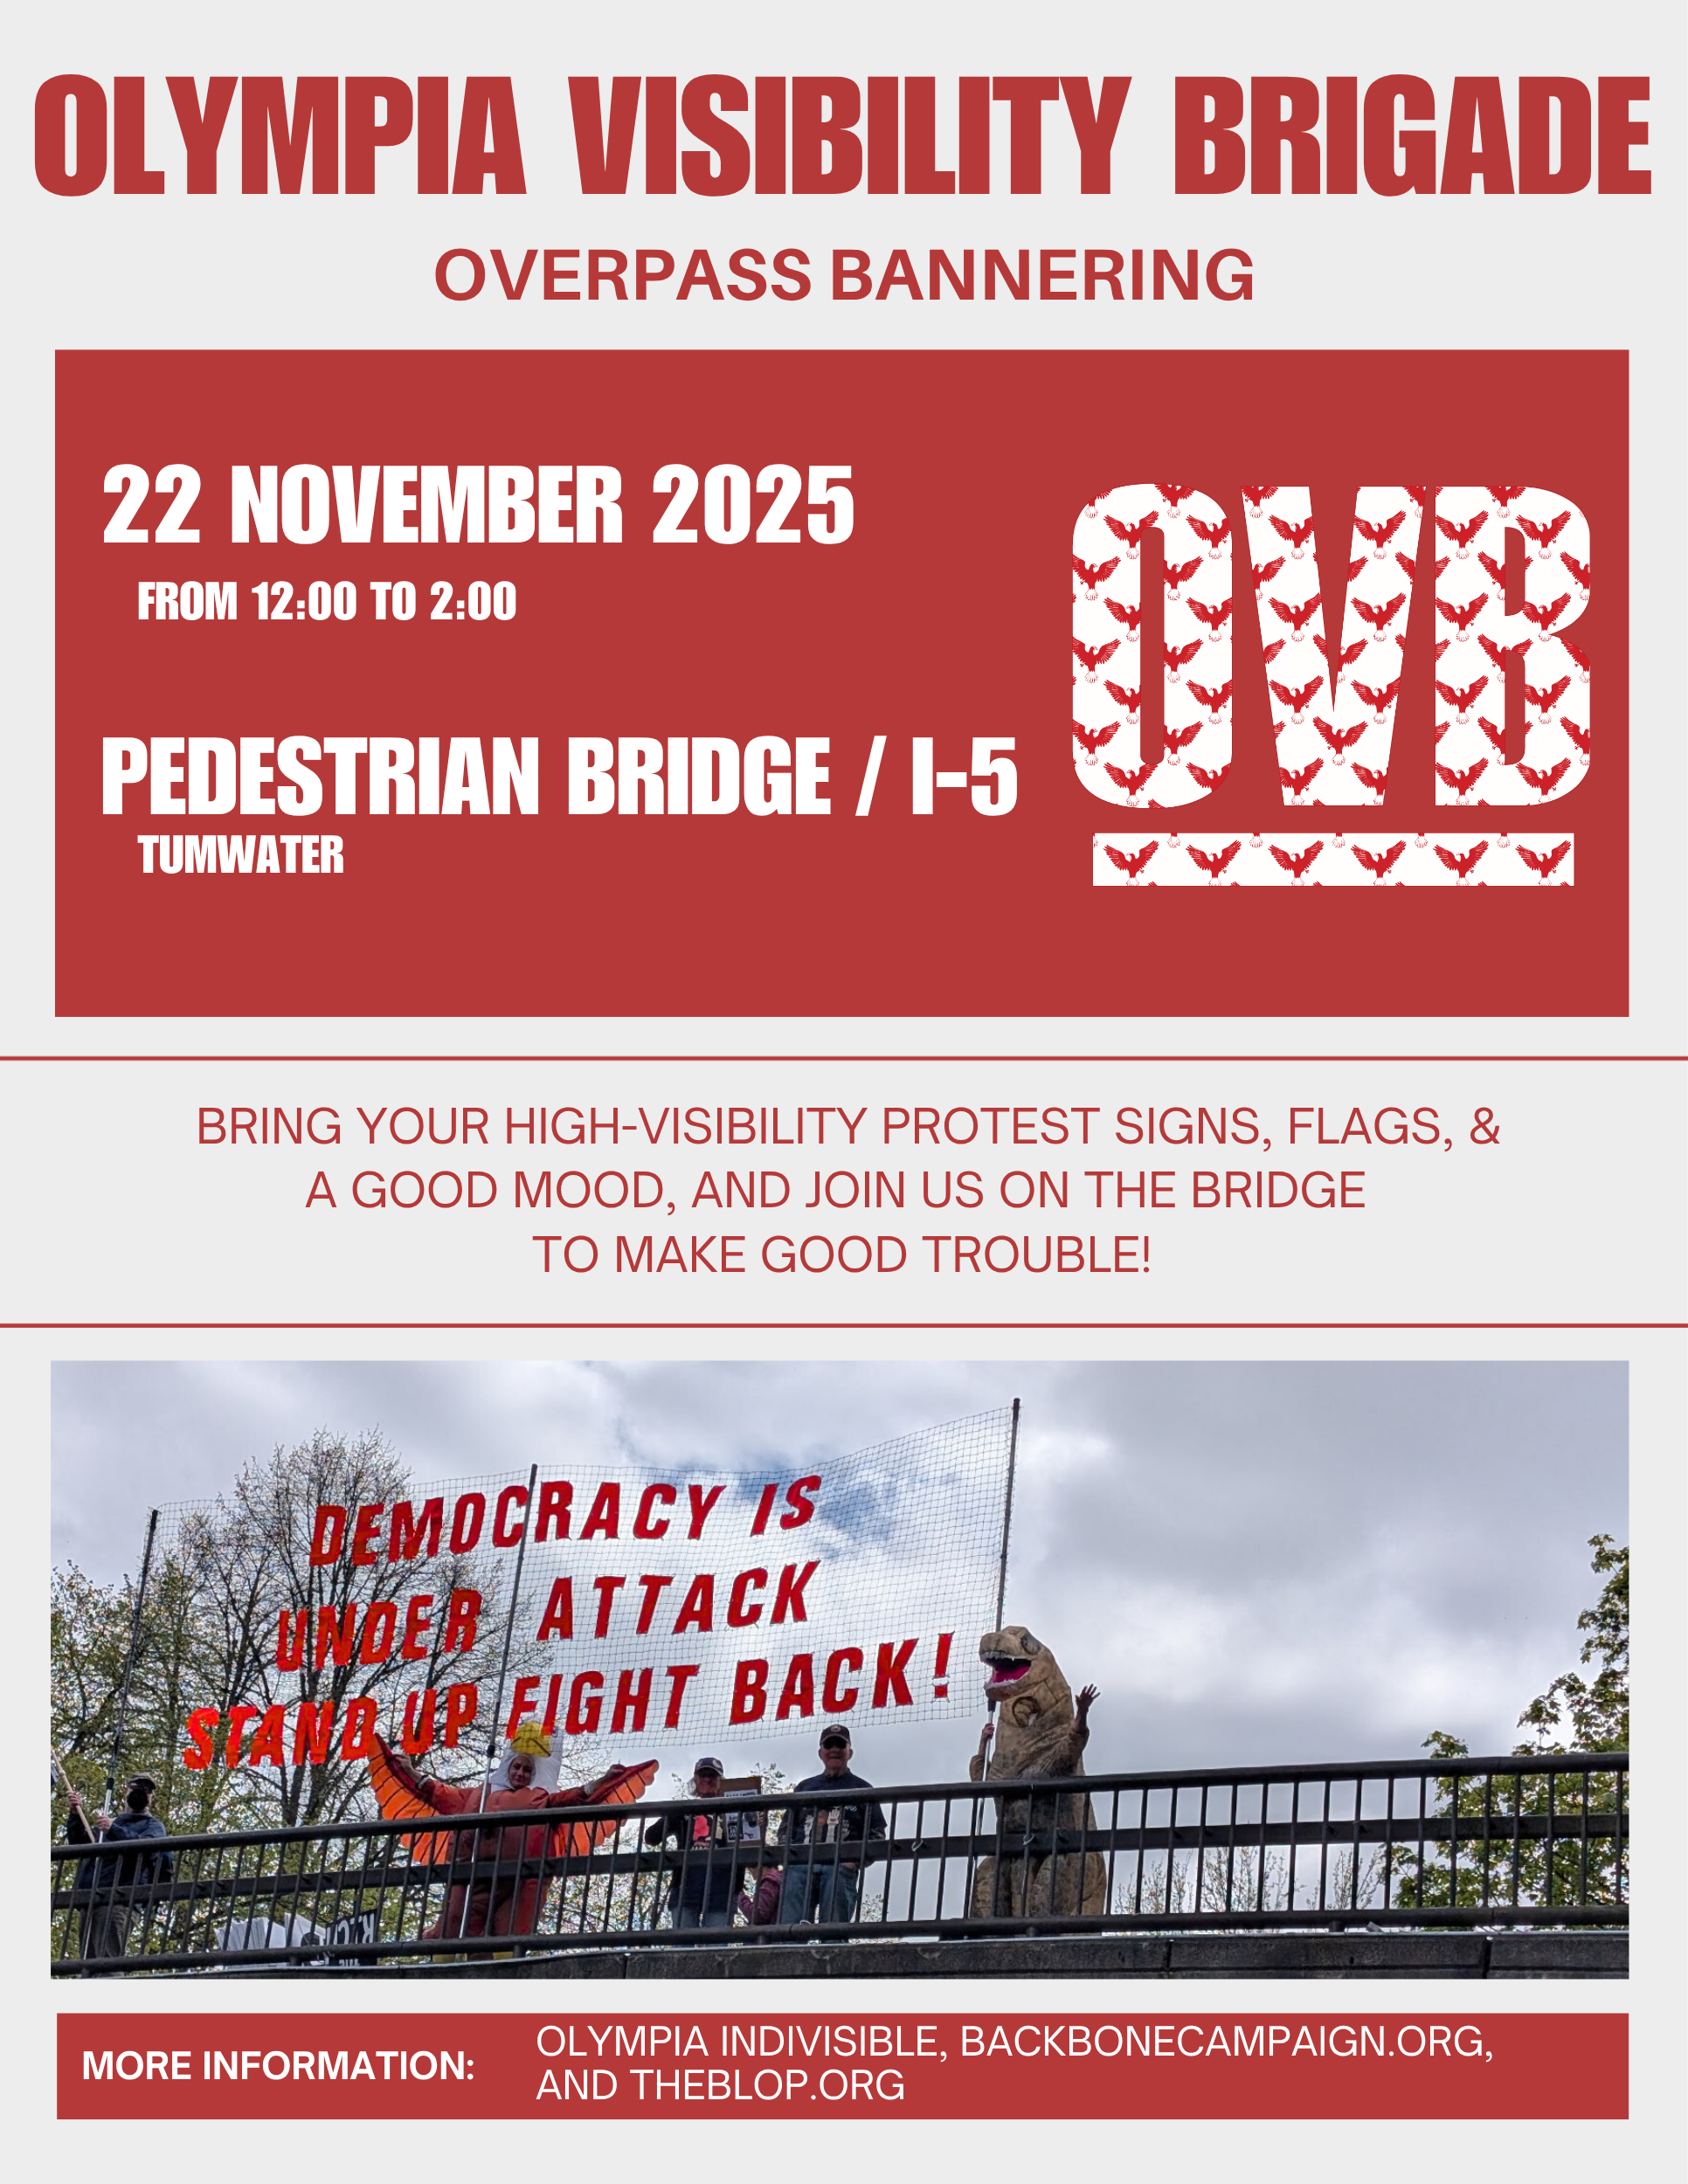 OLYMPIA VISIBILITY BRIGADE
OVERPASS BANNERING
22 NOVEMBER 2025
FROM 12:00 TO 2:00
PEDESTRIAN BRIDGE / I-5
TUMWATER
OVB
BRING YOUR HIGH-VISIBILITY PROTEST SIGNS, FLAGS, &
A GOOD MOOD, AND JOIN US ON THE BRIDGE
TO MAKE GOOD TROUBLE!
DEMOCRACY IS
UNDER ATTACK
STAND UP FIGHT BACK!
MORE INFORMATION:
OLYMPIA INDIVISIBLE, BACKBONECAMPAIGN.ORG,
AND THEBLOP.ORG